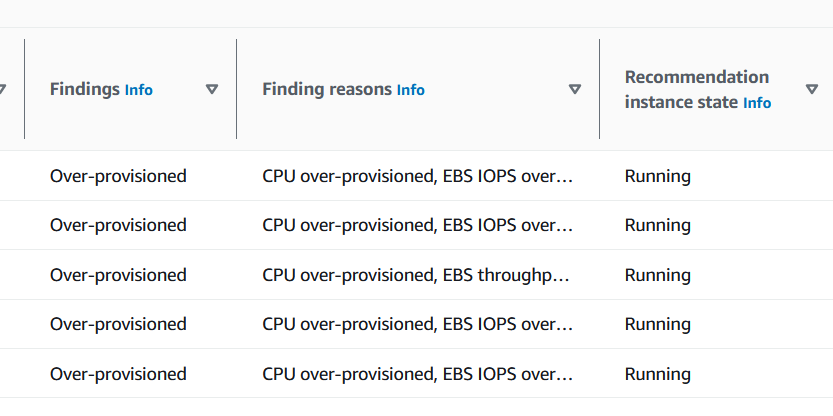 Findings Info
Finding reasons Info
Recommendation
instance state Info
Over-provisioned CPU over-provisioned, EBS IOPS over... Running
Over-provisioned CPU over-provisioned, EBS IOPS over... Running
Over-provisioned CPU over-provisioned, EBS throughp... Running
Over-provisioned CPU over-provisioned, EBS IOPS over... Running
Over-provisioned CPU over-provisioned, EBS IOPS over... Running